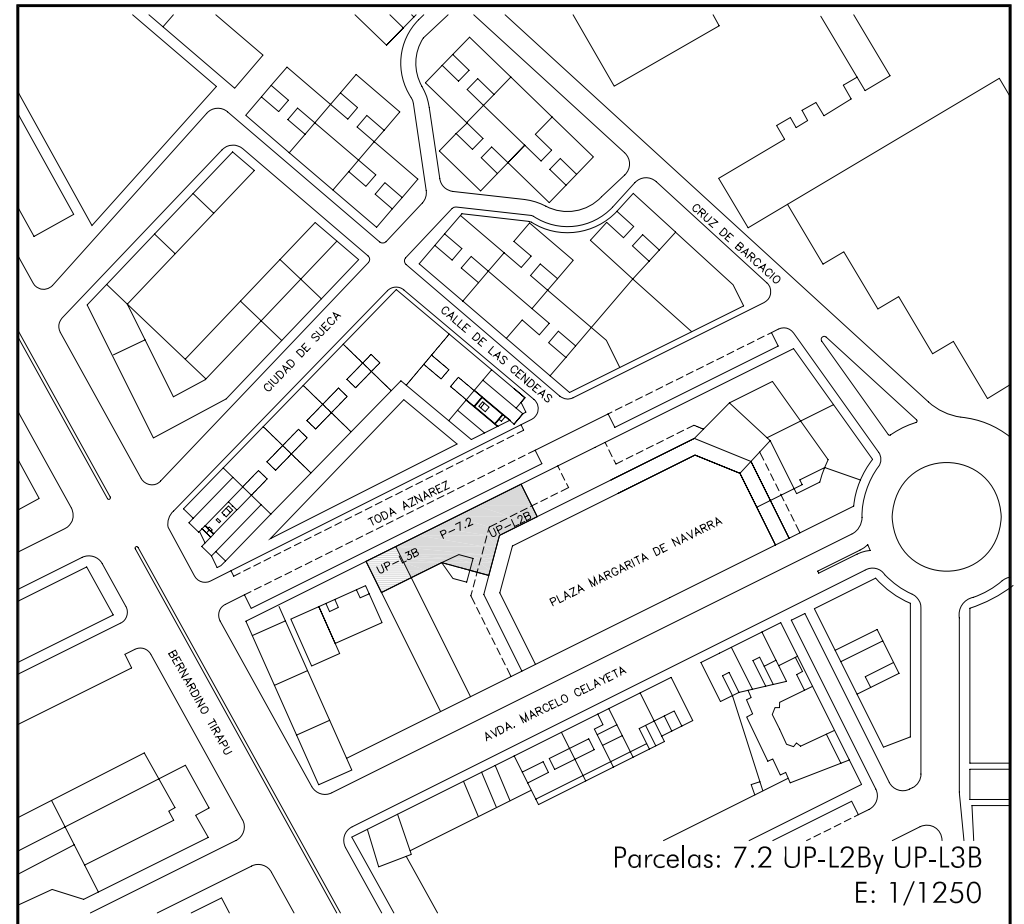 CRUZ DE BARCACIO
CALLE DE LAS CENDEAS
CIUDAD DE SUECA
TODA AZNAREZ
P-7.2
UP-L2B
UP-L3B
PLAZA MARGARITA DE NAVARRA
BERNARDINO TIRAPU
AVDA. MARCELO CELAYETA
Parcelas: 7.2 UP-L2By UP-L3B
E: 1/1250